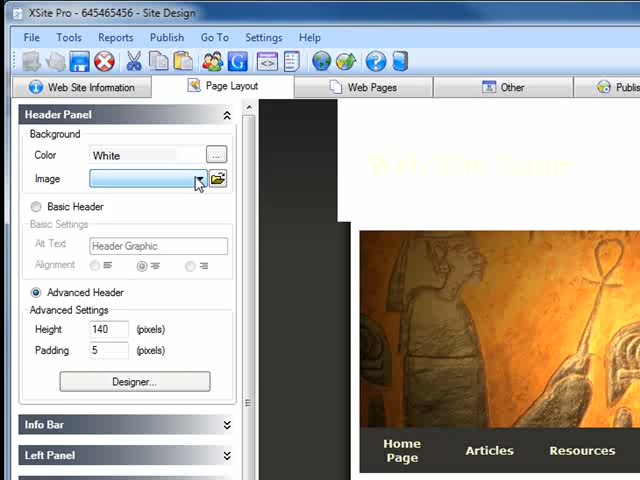 XSite Pro - 645465456 - Site Design
File Tools Reports Publish Go To Settings Help
Web Site Information Page Layout Web Pages Other Publis
Header Panel
Background
Color White ...
Image
Basic Header
Basic Settings
Alt Text Header Graphic
Alignment
Advanced Header
Advanced Settings
Height 140 (pixels)
Padding 5 (pixels)
Designer...
Info Bar
Left Panel
Web Site Name
Home
Page
Articles
Resources